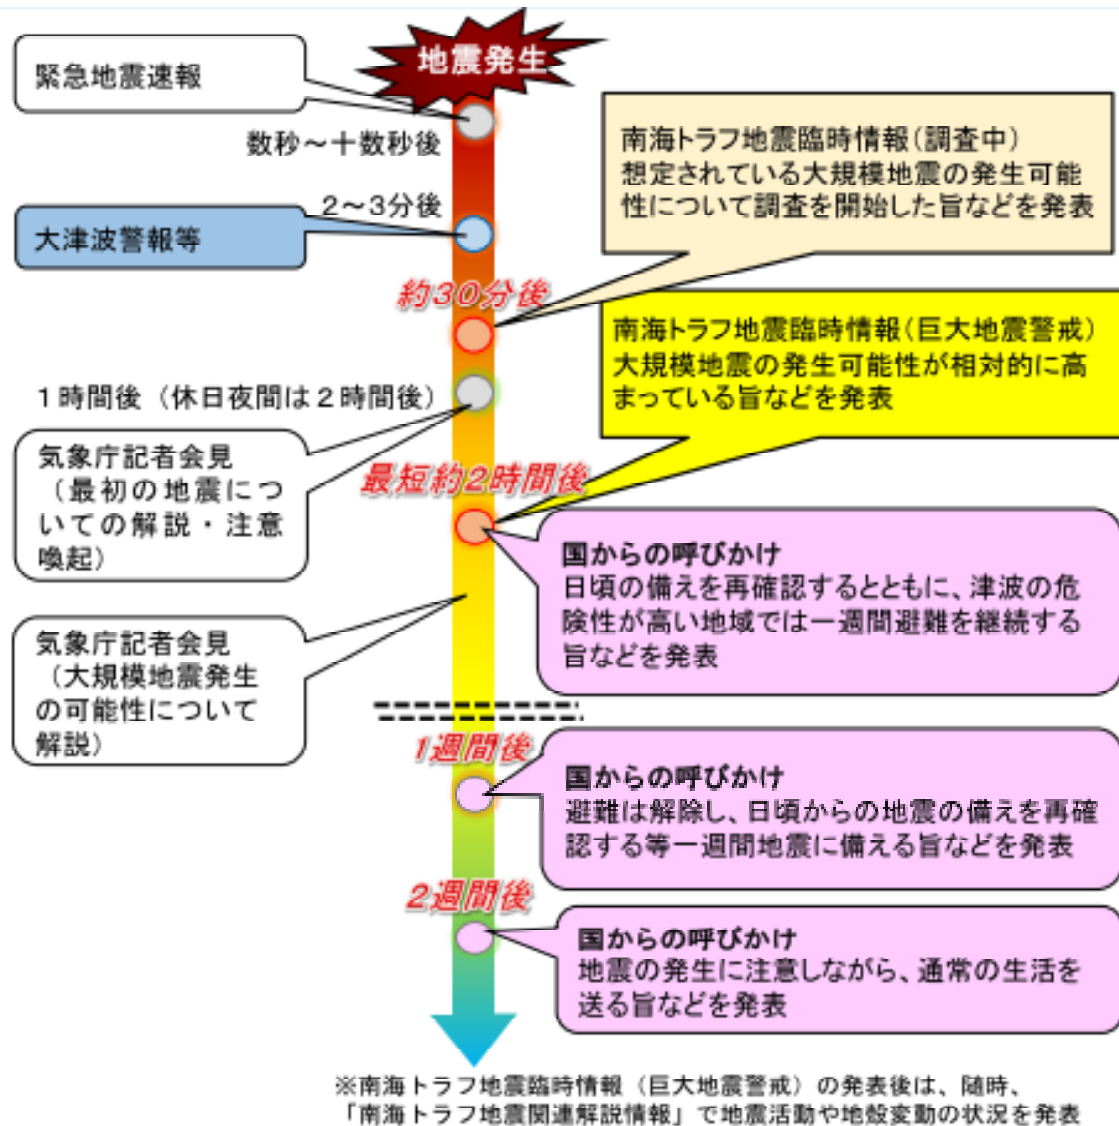 地震発生
緊急地震速報
数秒～十数秒後
南海トラフ地震臨時情報(調査中)
想定されている大規模地震の発生可能
性について調査を開始した旨などを発表
2～3分後
大津波警報等
約30分後
南海トラフ地震臨時情報(巨大地震警戒)
大規模地震の発生可能性が相対的に高
まっている旨などを発表
1時間後（休日夜間は2時間後）
気象庁記者会見
（最初の地震につ
いての解説・注意
喚起）
最短約2時間後
国からの呼びかけ
日頃の備えを再確認するとともに、津波の危
険性が高い地域では一週間避難を継続する
旨などを発表
気象庁記者会見
（大規模地震発生
の可能性について
解説）
1週間後
国からの呼びかけ
避難は解除し、日頃からの地震の備えを再確
認する等一週間地震に備える旨などを発表
2週間後
国からの呼びかけ
地震の発生に注意しながら、通常の生活を
送る旨などを発表
※南海トラフ地震臨時情報（巨大地震警戒）の発表後は、随時、
「南海トラフ地震関連解説情報」で地震活動や地殻変動の状況を発表